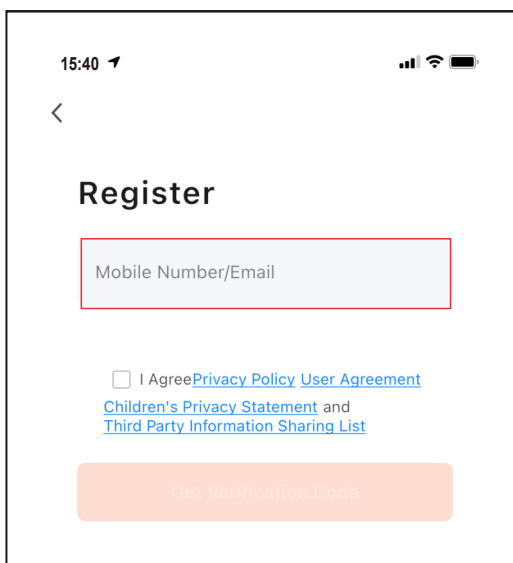 15:40
Register
Mobile Number/Email
I AgreePrivacy Policy User Agreement
Children's Privacy Statement and
Third Party Information Sharing List
Get Verification Code